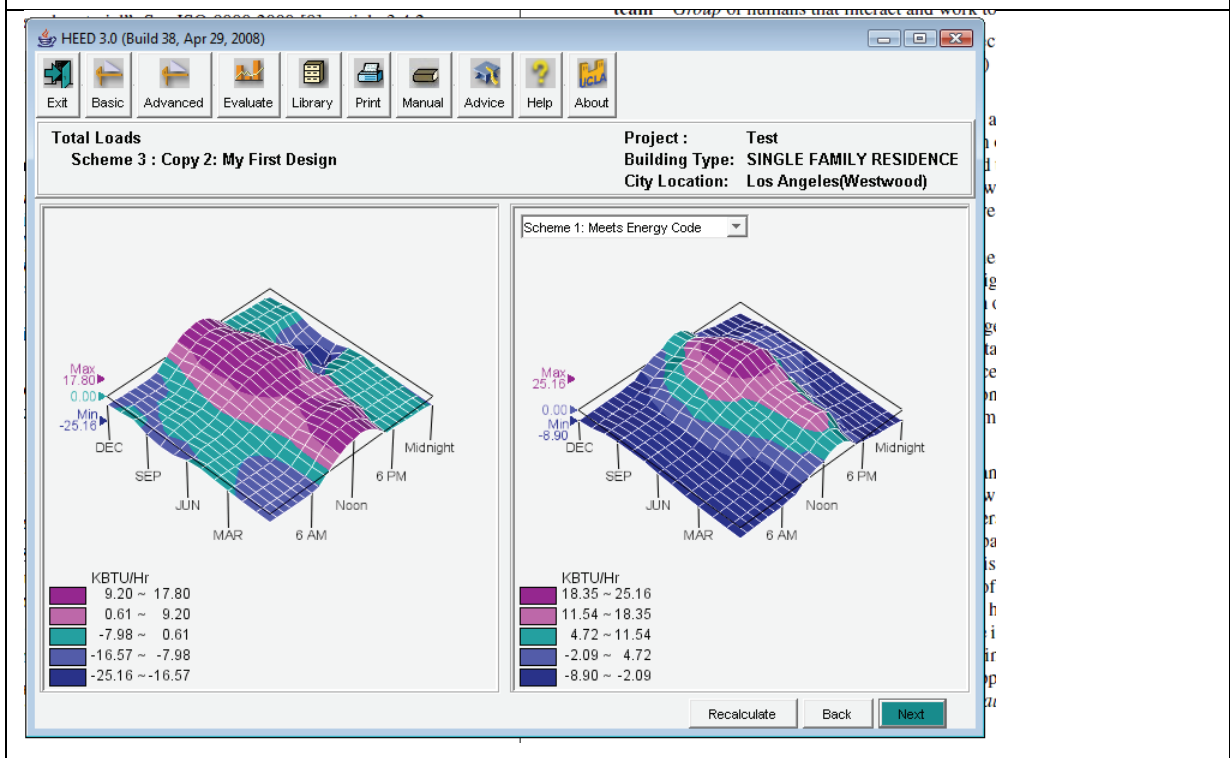 team   Group of humans that interact and work to
HEED 3.0 (Build 38, Apr 29, 2008)
Exit Basic Advanced Evaluate Library Print Manual Advice Help About
UCLA
Total Loads
Scheme 3 : Copy 2: My First Design
Project : Test
Building Type: SINGLE FAMILY RESIDENCE
City Location: Los Angeles(Westwood)
Max
17.80
0.00
Min
-25.16
DEC
SEP
JUN
MAR
6 AM
Noon
6 PM
Midnight
KBTU/Hr
9.20 ~ 17.80
0.61 ~ 9.20
-7.98 ~ 0.61
-16.57 ~ -7.98
-25.16 ~ -16.57
Scheme 1: Meets Energy Code
Max
25.16
0.00
Min
-8.90
DEC
SEP
JUN
MAR
6 AM
Noon
6 PM
Midnight
KBTU/Hr
18.35 ~ 25.16
11.54 ~ 18.35
4.72 ~ 11.54
-2.09 ~ 4.72
-8.90 ~ -2.09
Recalculate Back Next